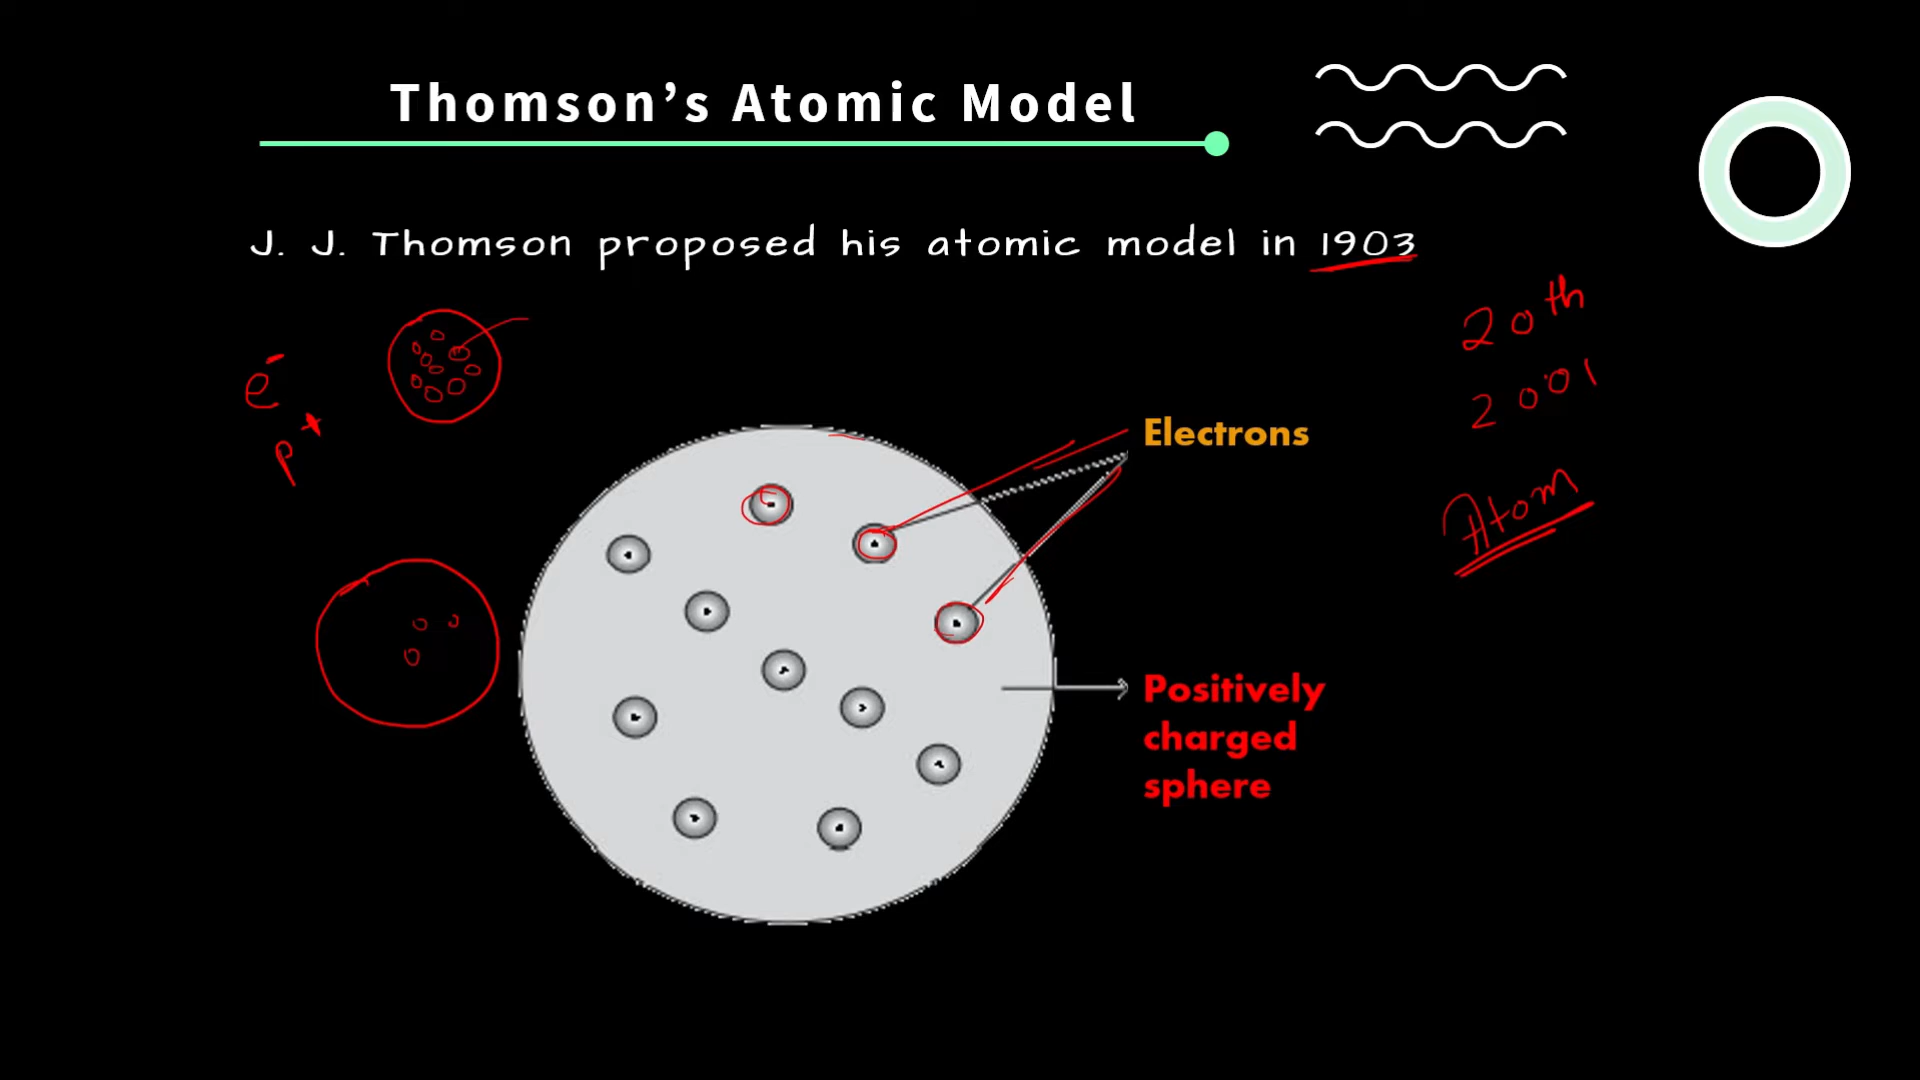 Thomson's Atomic Model
J. J. Thomson proposed his atomic model in 1903
20th
2001
e-
p+
Electrons
Atom
Positively
charged
sphere